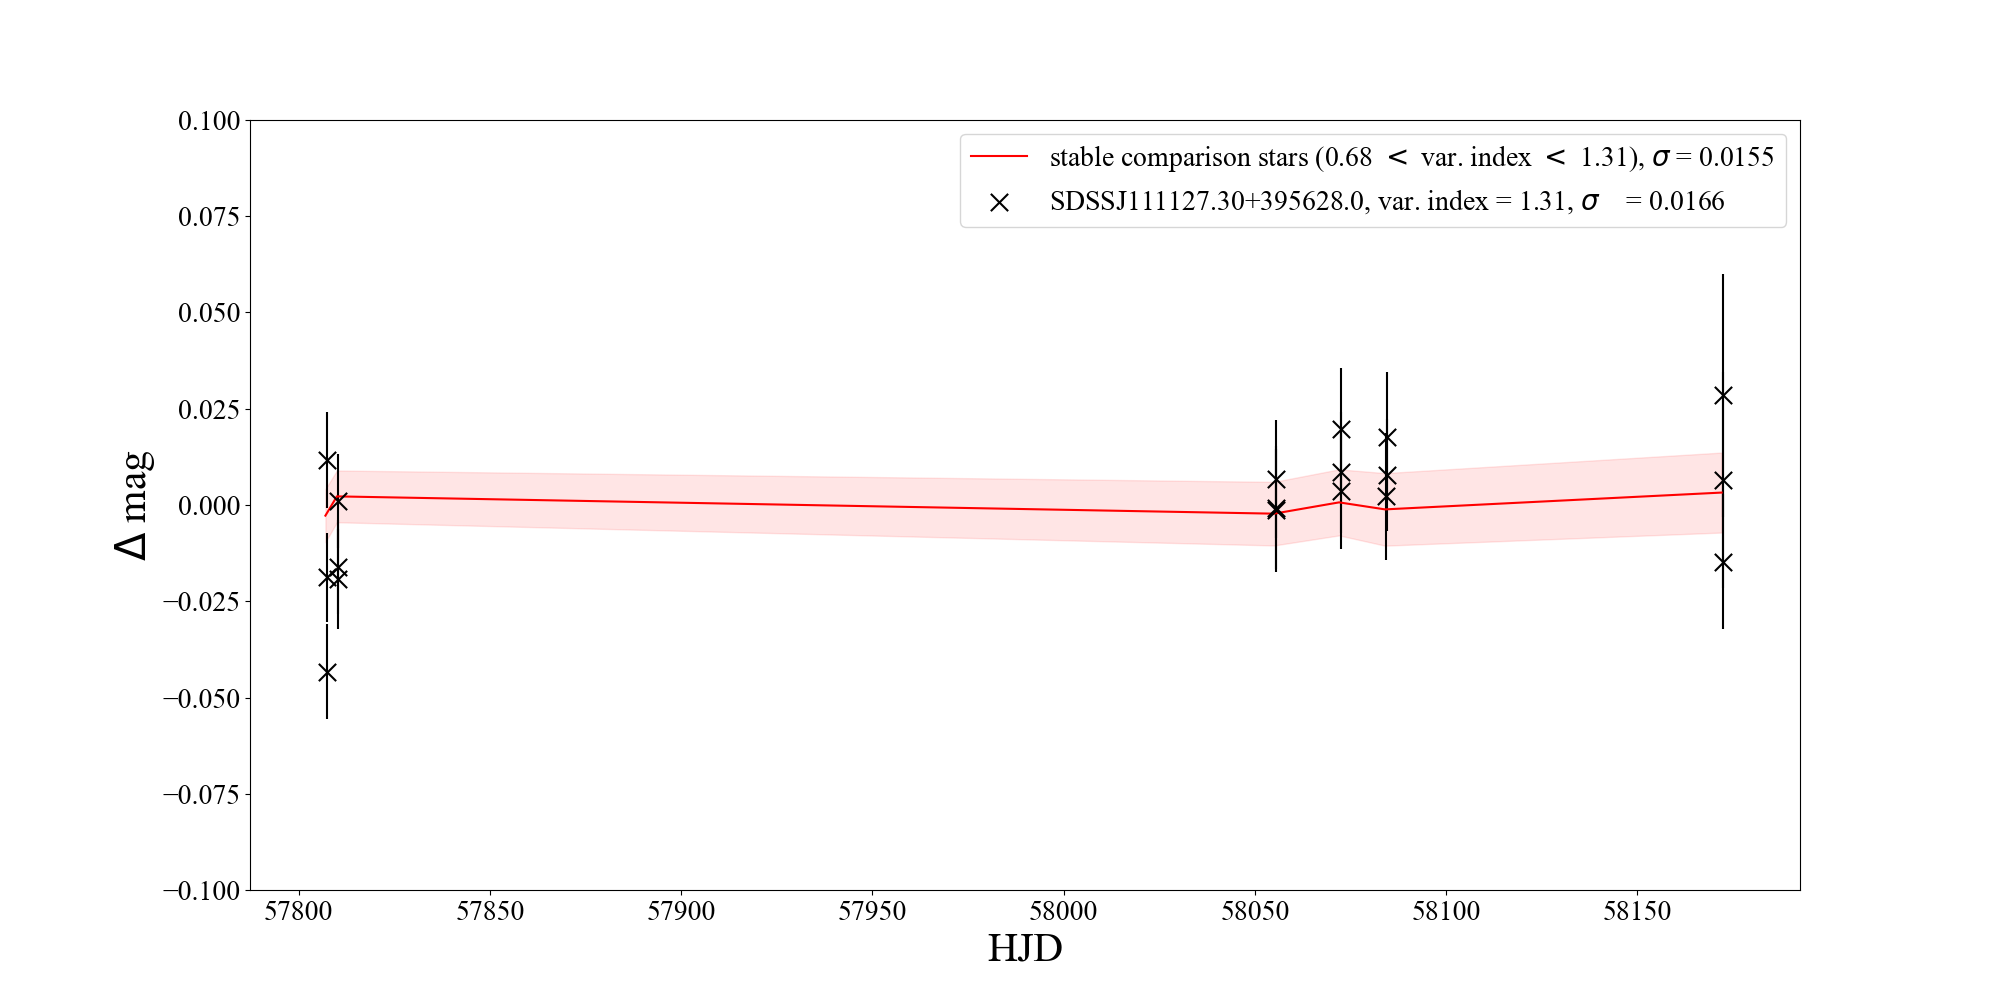 0.100
0.075
0.050
0.025
0.000
−0.025
−0.050
−0.075
−0.100
Δ mag
stable comparison stars (0.68 < var. index < 1.31), σ = 0.0155
SDSSJ111127.30+395628.0, var. index = 1.31, σ = 0.0166
57800 57850 57900 57950 58000 58050 58100 58150
HJD